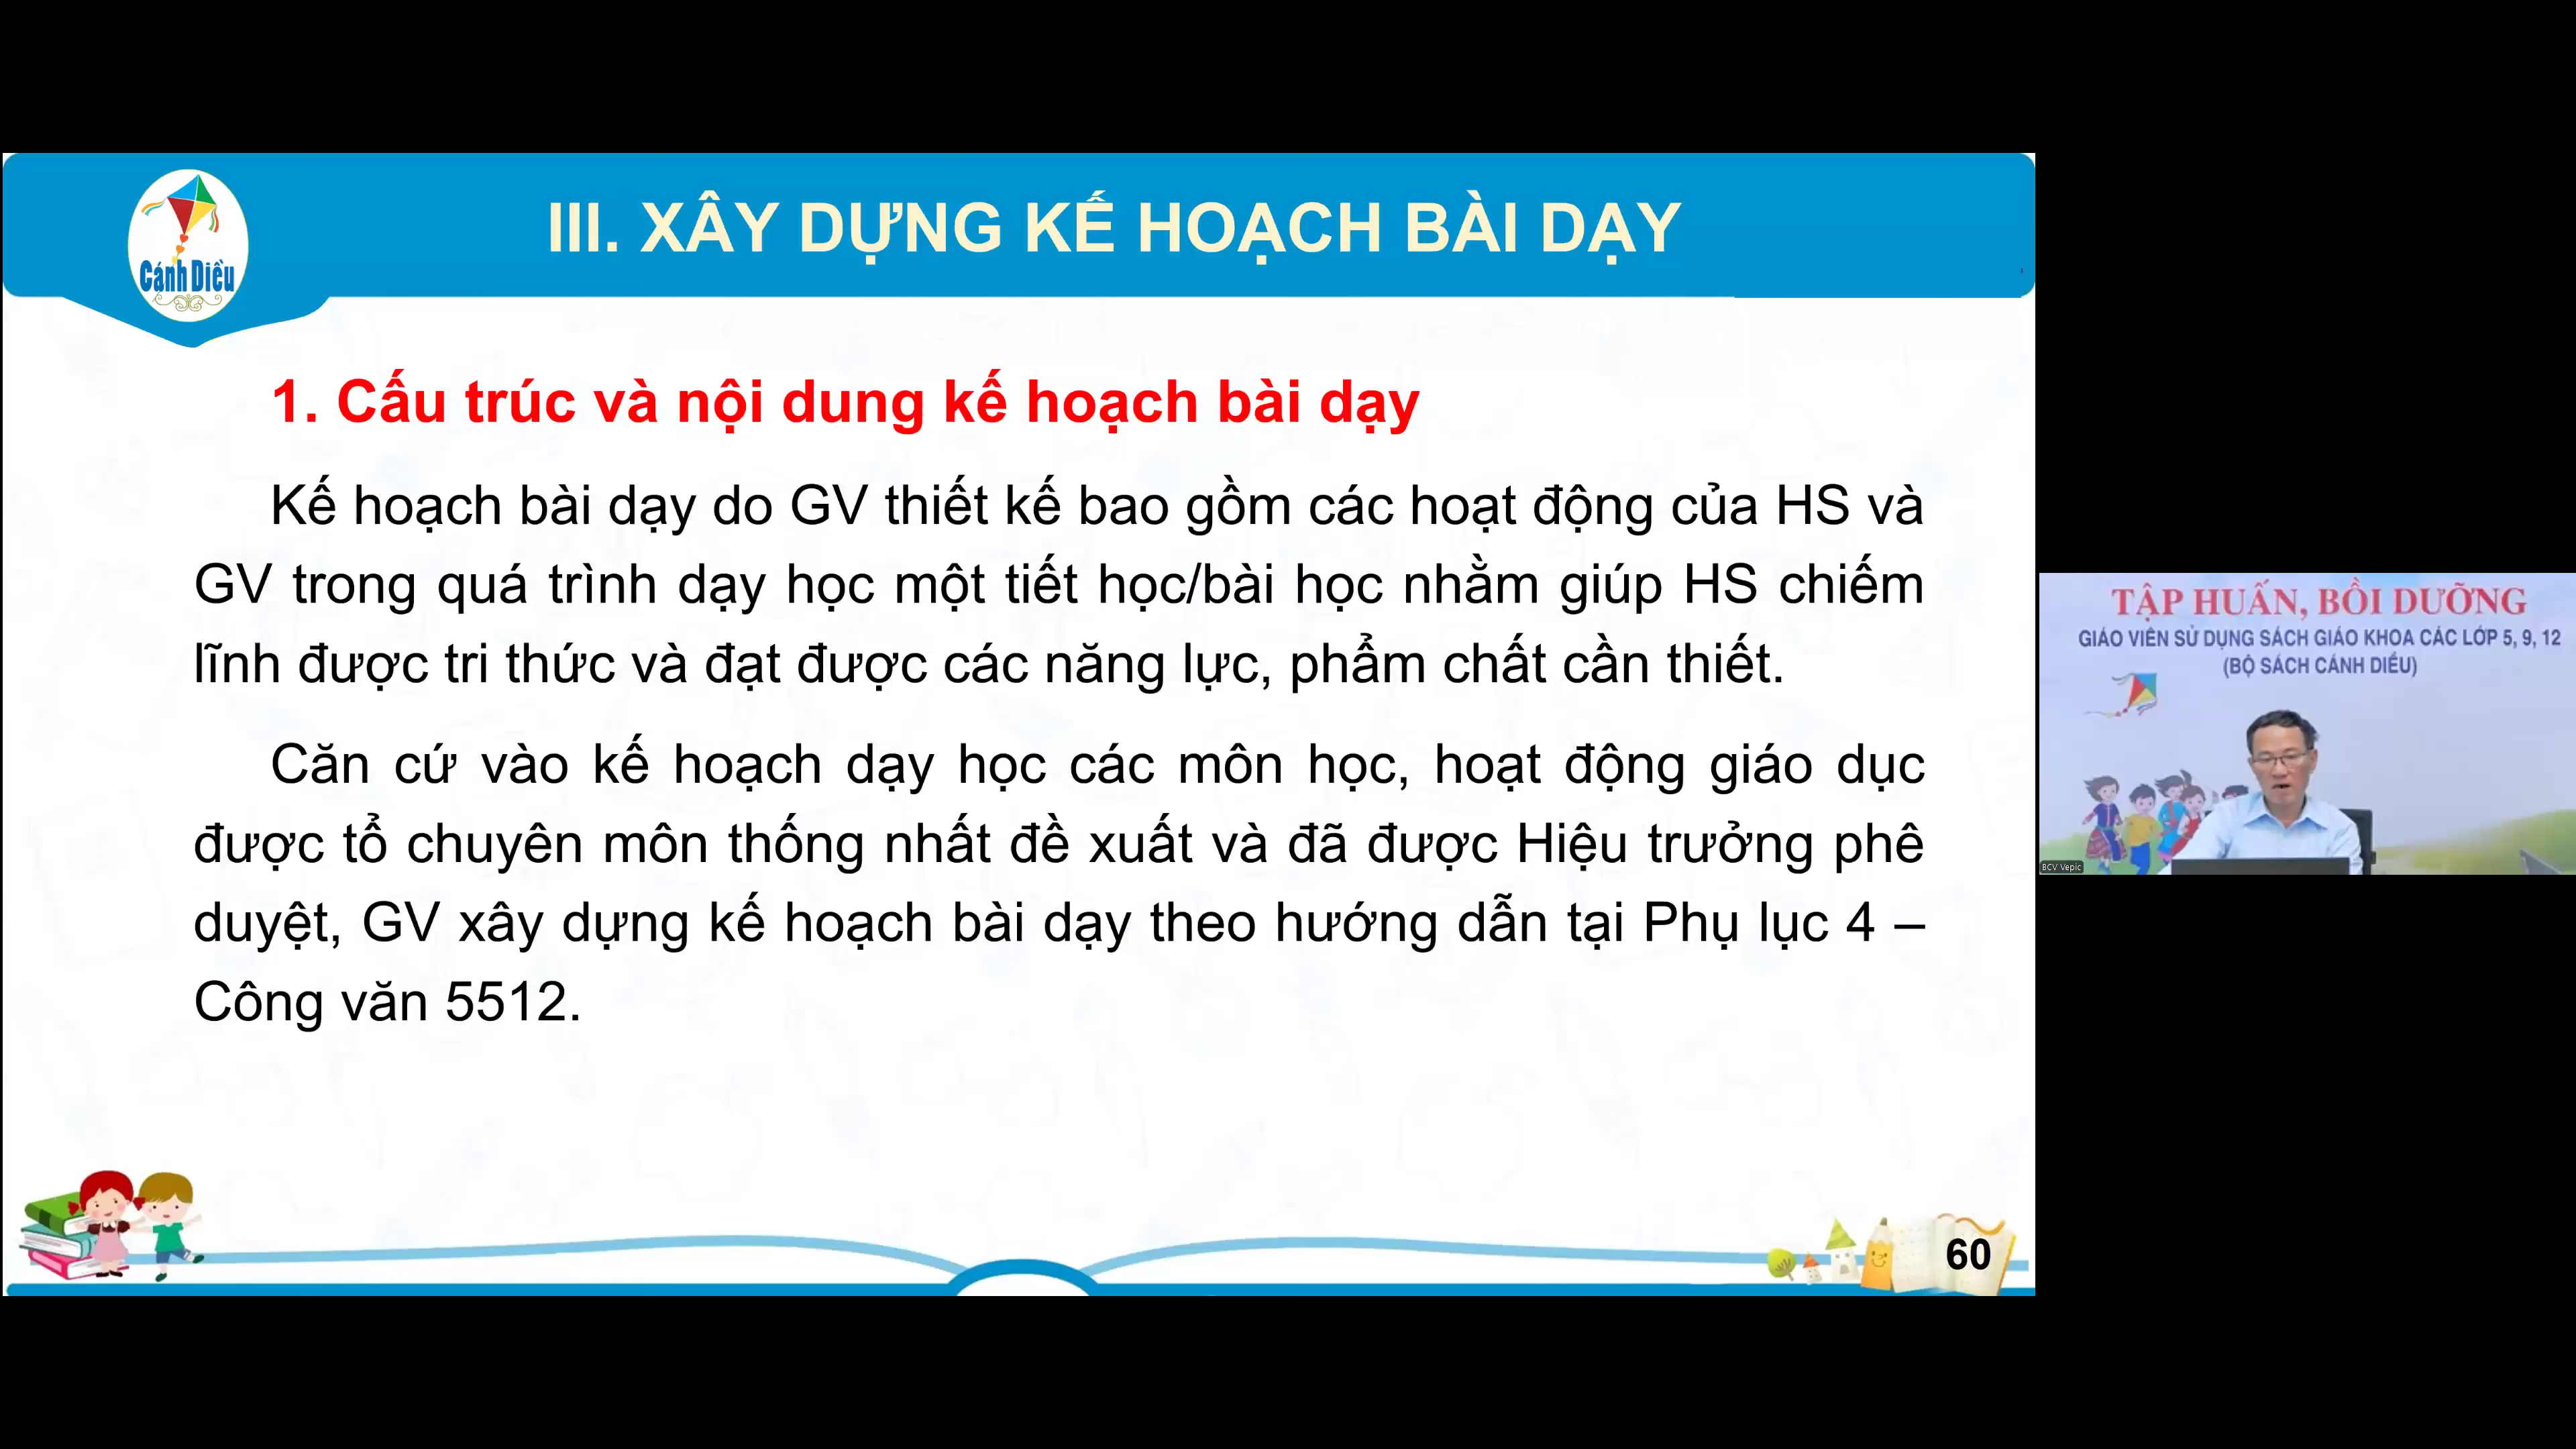 III. XÂY DỰNG KẾ HOẠCH BÀI DẠY
Cánh Diều
1. Cấu trúc và nội dung kế hoạch bài dạy
Kế hoạch bài dạy do GV thiết kế bao gồm các hoạt động của HS và
GV trong quá trình dạy học một tiết học/bài học nhằm giúp HS chiếm
lĩnh được tri thức và đạt được các năng lực, phẩm chất cần thiết.
Căn cứ vào kế hoạch dạy học các môn học, hoạt động giáo dục
được tổ chuyên môn thống nhất đề xuất và đã được Hiệu trưởng phê
duyệt, GV xây dựng kế hoạch bài dạy theo hướng dẫn tại Phụ lục 4 –
Công văn 5512.
60
TẬP HUẤN, BỒI DƯỠNG
GIÁO VIÊN SỬ DỤNG SÁCH GIÁO KHOA CÁC LỚP 5, 9, 12
(BỘ SÁCH CÁNH DIỀU)
BCV Vepic